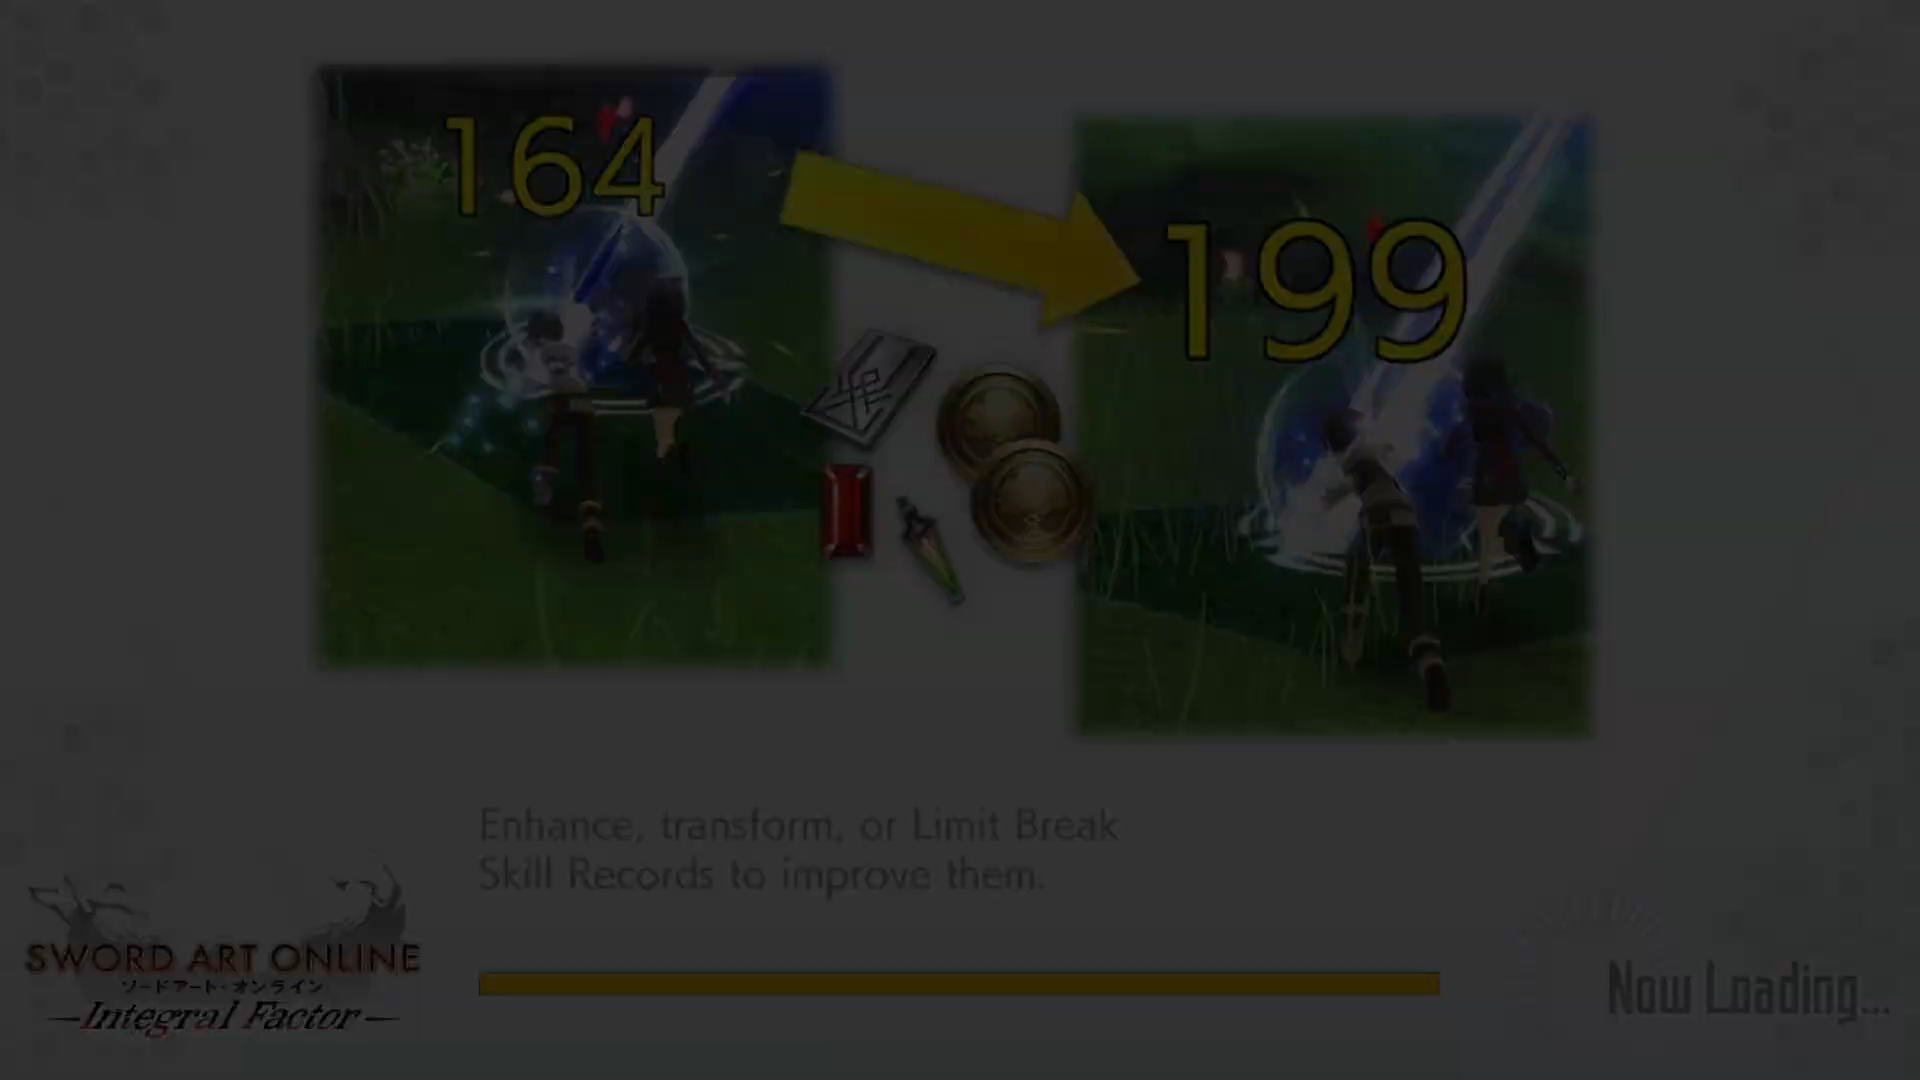 164
199
Enhance, transform, or Limit Break
Skill Records to improve them.
SWORD ART ONLINE
ソードアート・オンライン
Integral Factor
Now Loading...